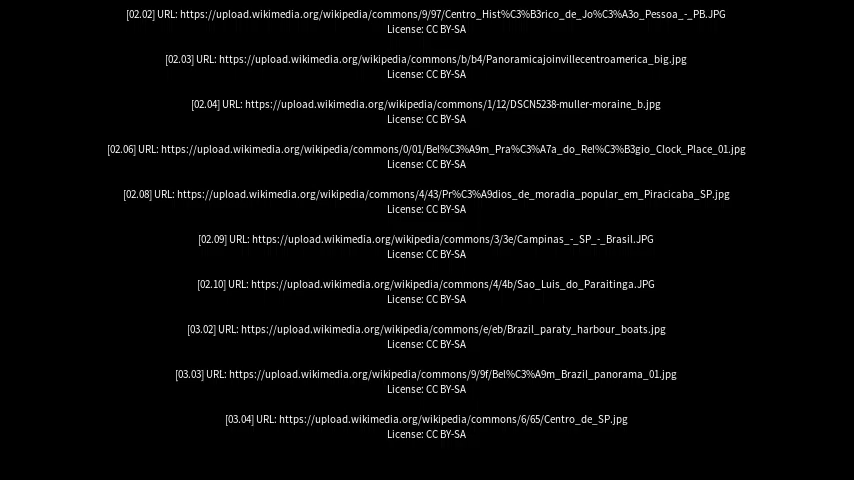 [02.02] URL: https://upload.wikimedia.org/wikipedia/commons/9/97/Centro_Hist%C3%B3rico_de_Jo%C3%A3o_Pessoa_-_PB.JPG
License: CC BY-SA
[02.03] URL: https://upload.wikimedia.org/wikipedia/commons/b/b4/Panoramicajoinvillecentroamerica_big.jpg
License: CC BY-SA
[02.04] URL: https://upload.wikimedia.org/wikipedia/commons/1/12/DSCN5238-muller-moraine_b.jpg
License: CC BY-SA
[02.06] URL: https://upload.wikimedia.org/wikipedia/commons/0/01/Bel%C3%A9m_Pra%C3%A7a_do_Rel%C3%B3gio_Clock_Place_01.jpg
License: CC BY-SA
[02.08] URL: https://upload.wikimedia.org/wikipedia/commons/4/43/Pr%C3%A9dios_de_moradia_popular_em_Piracicaba_SP.jpg
License: CC BY-SA
[02.09] URL: https://upload.wikimedia.org/wikipedia/commons/3/3e/Campinas_-_SP_-_Brasil.JPG
License: CC BY-SA
[02.10] URL: https://upload.wikimedia.org/wikipedia/commons/4/4b/Sao_Luis_do_Paraitinga.JPG
License: CC BY-SA
[03.02] URL: https://upload.wikimedia.org/wikipedia/commons/e/eb/Brazil_paraty_harbour_boats.jpg
License: CC BY-SA
[03.03] URL: https://upload.wikimedia.org/wikipedia/commons/9/9f/Bel%C3%A9m_Brazil_panorama_01.jpg
License: CC BY-SA
[03.04] URL: https://upload.wikimedia.org/wikipedia/commons/6/65/Centro_de_SP.jpg
License: CC BY-SA